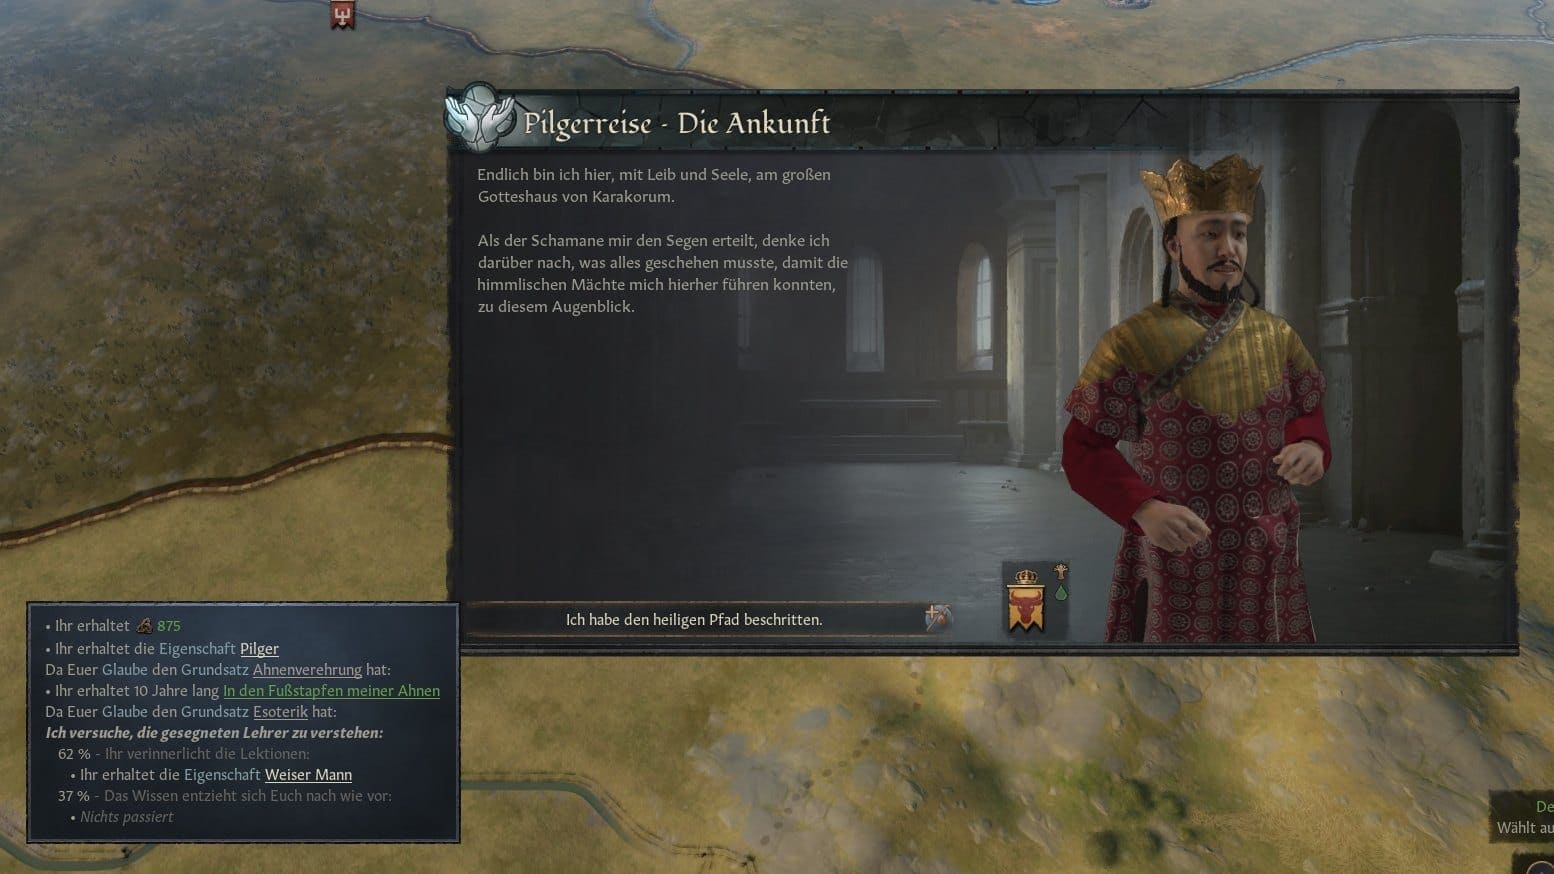 Pilgerreise - Die Ankunft
Endlich bin ich hier, mit Leib und Seele, am großen
Gotteshaus von Karakorum.
Als der Schamane mir den Segen erteilt, denke ich
darüber nach, was alles geschehen musste, damit die
himmlischen Mächte mich hierher führen konnten,
zu diesem Augenblick.
Ich habe den heiligen Pfad beschritten.
• Ihr erhaltet 875
• Ihr erhaltet die Eigenschaft Pilger
Da Euer Glaube den Grundsatz Ahnenverehrung hat:
• Ihr erhaltet 10 Jahre lang In den Fußstapfen meiner Ahnen
Da Euer Glaube den Grundsatz Esoterik hat:
Ich versuche, die gesegneten Lehrer zu verstehen:
62 % - Ihr verinnerlicht die Lektionen:
• Ihr erhaltet die Eigenschaft Weiser Mann
37 % - Das Wissen entzieht sich Euch nach wie vor:
• Nichts passiert
De
Wählt au